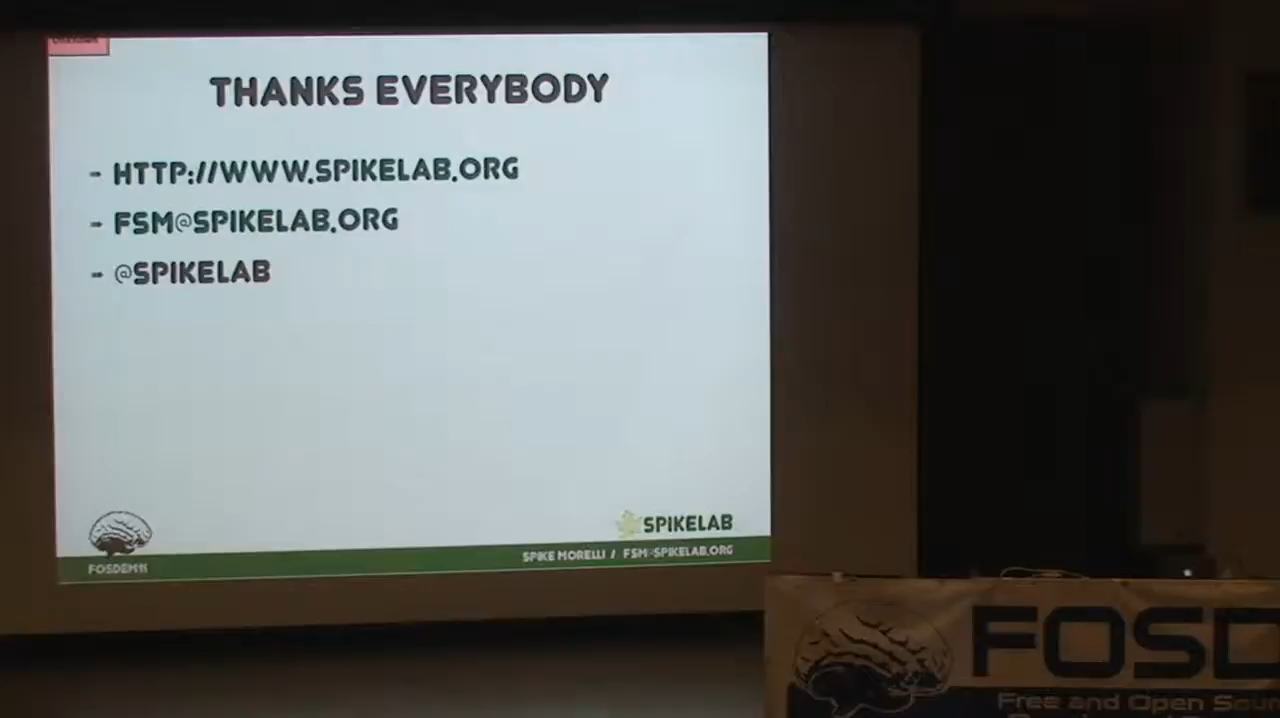 THANKS EVERYBODY
- HTTP://WWW.SPIKELAB.ORG
- FSM@SPIKELAB.ORG
- @SPIKELAB
SPIKELAB
SPIKE MORELLI / FSM@SPIKELAB.ORG
FOSDEM11
FOSD
Free and Open Sour